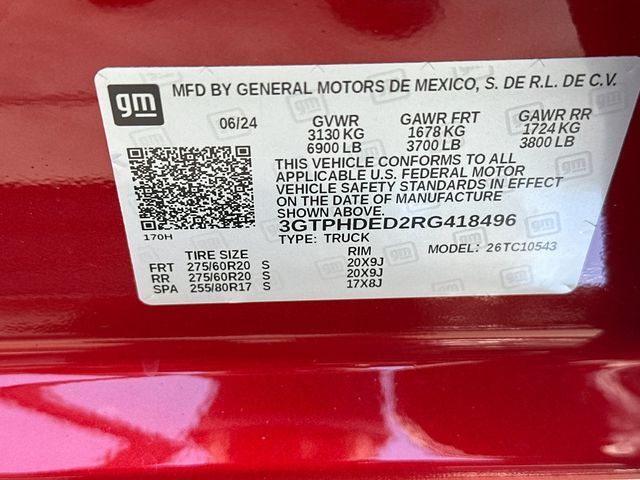 gm
MFD BY GENERAL MOTORS DE MEXICO, S. DE R.L. DE C.V.
06/24 GVWR GAWR FRT GAWR RR
3130 KG 1678 KG 1724 KG
6900 LB 3700 LB 3800 LB
THIS VEHICLE CONFORMS TO ALL
APPLICABLE U.S. FEDERAL MOTOR
VEHICLE SAFETY STANDARDS IN EFFECT
ON THE DATE OF MANUFACTURE
SHOWN ABOVE.
3GTPHDED2RG418496
170H
TYPE: TRUCK MODEL: 26TC10543
TIRE SIZE RIM
FRT 275/60R20 S 20X9J
RR 275/60R20 S 20X9J
SPA 255/80R17 S 17X8J